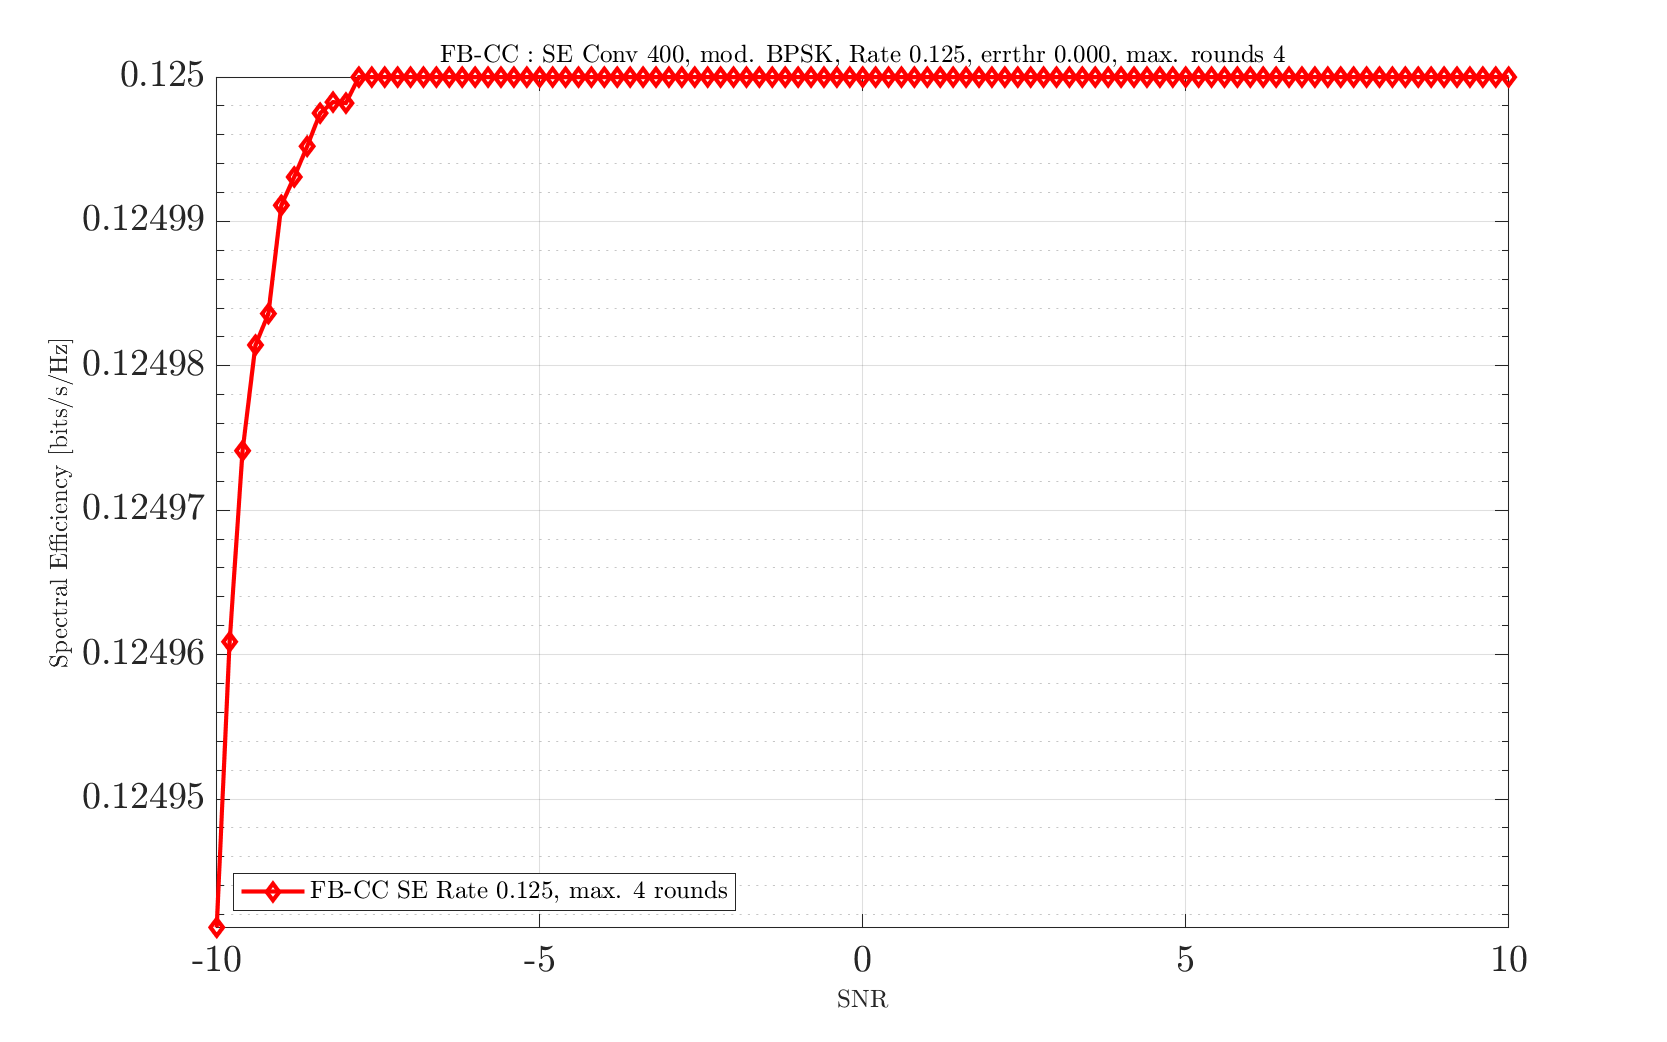 FB-CC : SE Conv 400, mod. BPSK, Rate 0.125, errthr 0.000, max. rounds 4
0.125
0.12499
0.12498
0.12497
0.12496
0.12495
Spectral Efficiency [bits/s/Hz]
FB-CC SE Rate 0.125, max. 4 rounds
-10
-5
0
5
10
SNR